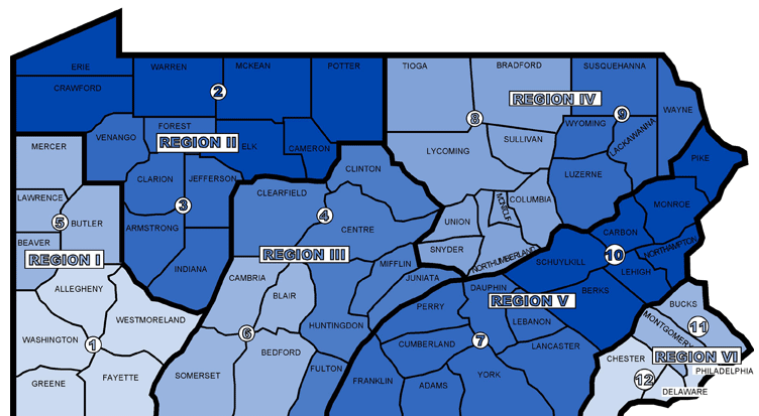 ERIE
WARREN
MCKEAN
POTTER
CRAWFORD
2
VENANGO
FOREST
REGION II
ELK
CAMERON
MERCER
CLARION
JEFFERSON
LAWRENCE
5
BUTLER
3
BEAVER
ARMSTRONG
REGION I
INDIANA
ALLEGHENY
WESTMORELAND
WASHINGTON
1
GREENE
FAYETTE
TIOGA
BRADFORD
SUSQUEHANNA
REGION IV
8
9
WAYNE
WYOMING
LACKAWANNA
SULLIVAN
LYCOMING
LUZERNE
COLUMBIA
MONTOUR
UNION
SNYDER
NORTHUMBERLAND
CLINTON
CLEARFIELD
4
CENTRE
REGION III
MIFFLIN
JUNIATA
CAMBRIA
BLAIR
HUNTINGDON
6
BEDFORD
SOMERSET
FULTON
PIKE
MONROE
CARBON
10
NORTHAMPTON
SCHUYLKILL
LEHIGH
BERKS
DAUPHIN
REGION V
PERRY
LEBANON
CUMBERLAND
7
LANCASTER
FRANKLIN
ADAMS
YORK
BUCKS
MONTGOMERY
11
REGION VI
CHESTER
PHILADELPHIA
12
DELAWARE